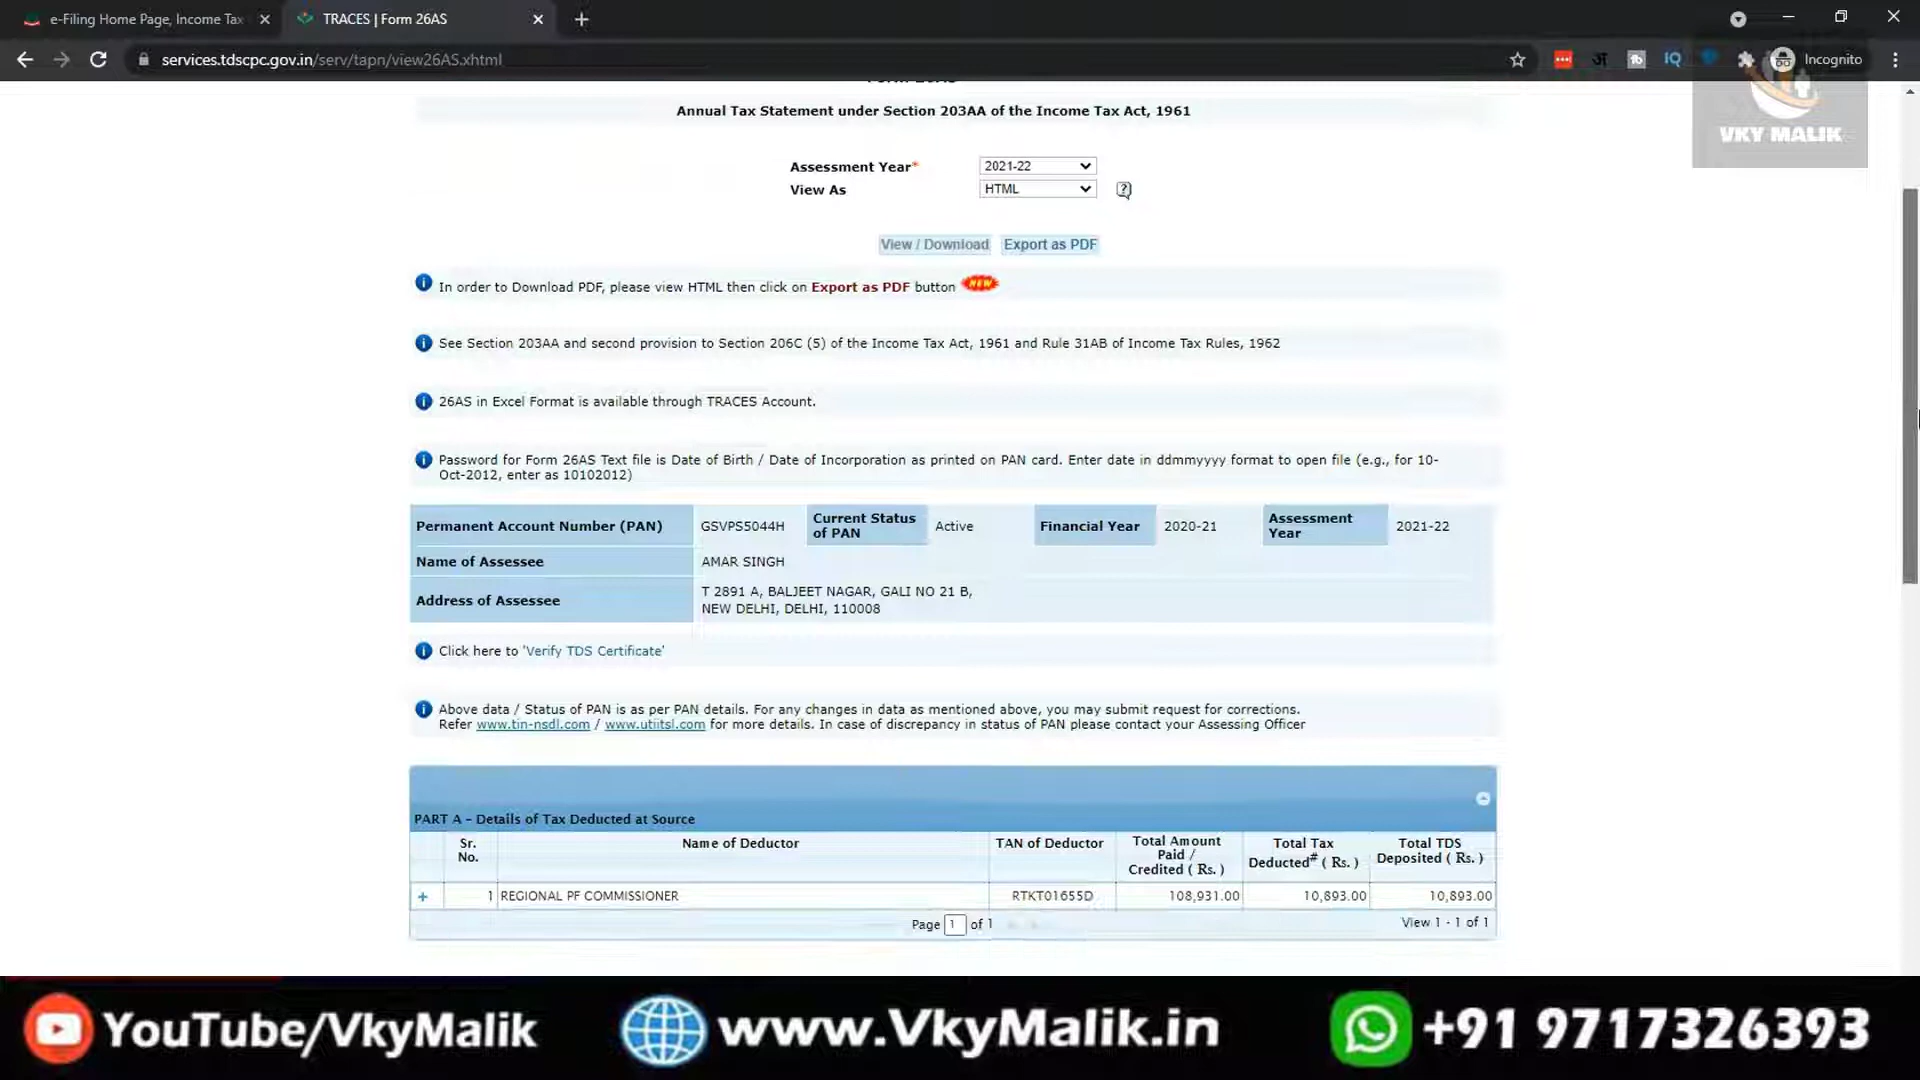 e-Filing Home Page, Income Tax
TRACES | Form 26AS
services.tdscpc.gov.in/serv/tapn/view26AS.xhtml
IQ
Incognito
VKY MALIK
Annual Tax Statement under Section 203AA of the Income Tax Act, 1961
Assessment Year* 2021-22
View As HTML
View / Download Export as PDF
In order to Download PDF, please view HTML then click on Export as PDF button NEW
See Section 203AA and second provision to Section 206C (5) of the Income Tax Act, 1961 and Rule 31AB of Income Tax Rules, 1962
26AS in Excel Format is available through TRACES Account.
Password for Form 26AS Text file is Date of Birth / Date of Incorporation as printed on PAN card. Enter date in ddmmyyyy format to open file (e.g., for 10-
Oct-2012, enter as 10102012)
Permanent Account Number (PAN) GSVPS5044H Current Status of PAN Active Financial Year 2020-21 Assessment Year 2021-22
Name of Assessee AMAR SINGH
Address of Assessee T 2891 A, BALJEET NAGAR, GALI NO 21 B,
NEW DELHI, DELHI, 110008
Click here to 'Verify TDS Certificate'
Above data / Status of PAN is as per PAN details. For any changes in data as mentioned above, you may submit request for corrections.
Refer www.tin-nsdl.com / www.utiitsl.com for more details. In case of discrepancy in status of PAN please contact your Assessing Officer
PART A - Details of Tax Deducted at Source
Sr. No. Name of Deductor TAN of Deductor Total Amount Paid / Credited ( Rs. ) Total Tax Deducted# ( Rs. ) Total TDS Deposited ( Rs. )
+ 1 REGIONAL PF COMMISSIONER RTKT01655D 108,931.00 10,893.00 10,893.00
Page 1 of 1 View 1 - 1 of 1
YouTube/VkyMalik www.VkyMalik.in +91 9717326393